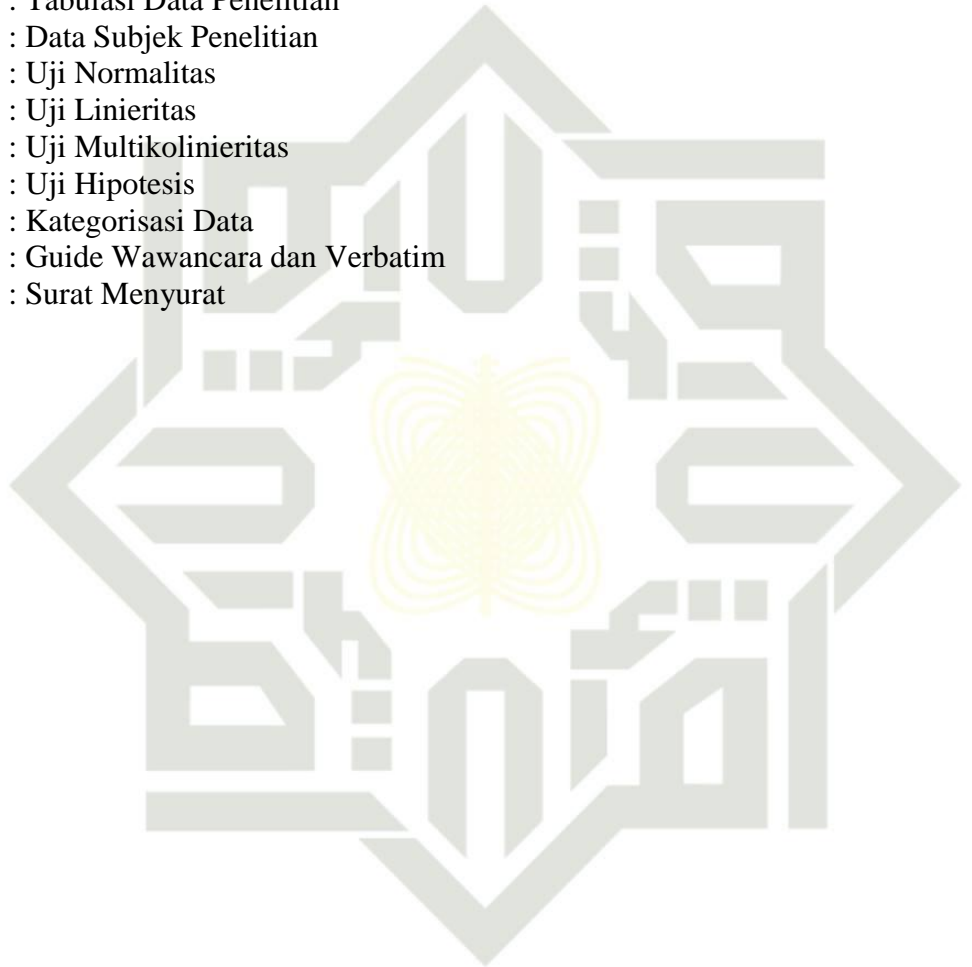 : Tabulasi Data Penelitian
: Data Subjek Penelitian
: Uji Normalitas
: Uji Linieritas
: Uji Multikolinieritas
: Uji Hipotesis
: Kategorisasi Data
: Guide Wawancara dan Verbatim
: Surat Menyurat